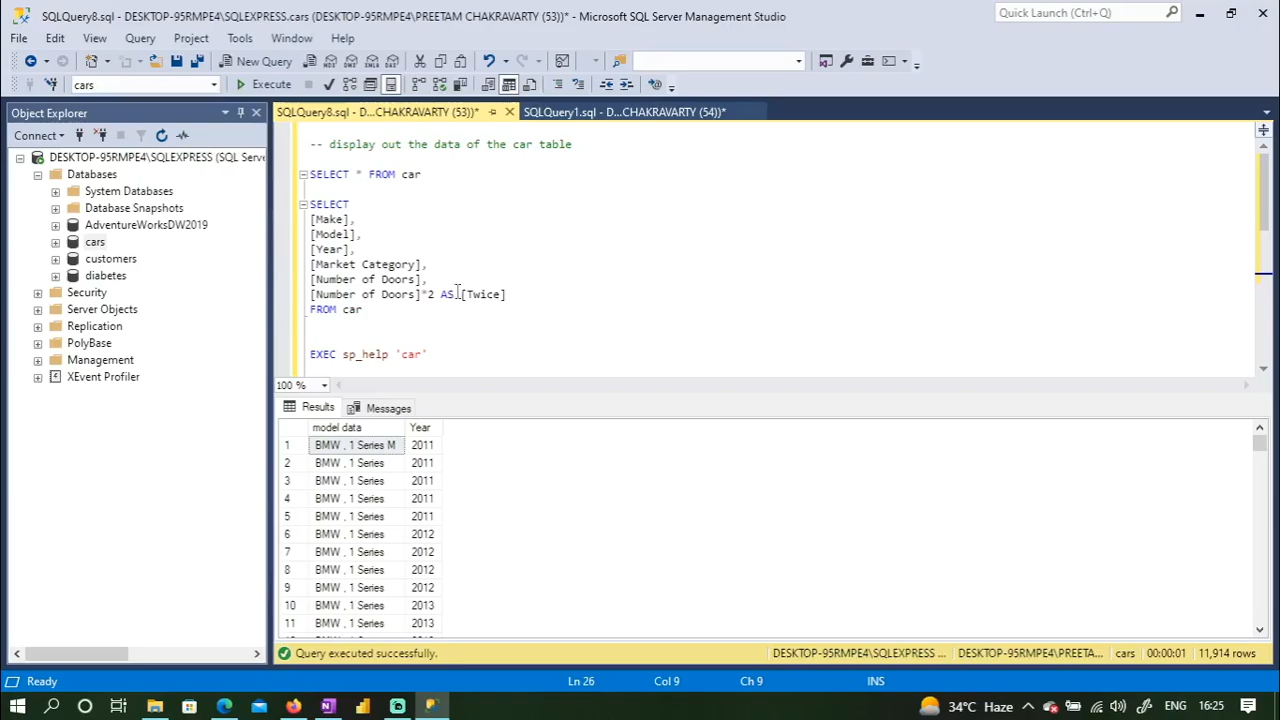 SQLQuery8.sql - DESKTOP-95RMPE4\SQLEXPRESS.cars (DESKTOP-95RMPE4\PREETAM CHAKRAVARTY (53))* - Microsoft SQL Server Management Studio
Quick Launch (Ctrl+Q)
File Edit View Query Project Tools Window Help
New Query
cars
Execute
Object Explorer
SQLQuery8.sql - D...CHAKRAVARTY (53))*
SQLQuery1.sql - D...CHAKRAVARTY (54))*
Connect
DESKTOP-95RMPE4\SQLEXPRESS (SQL Serve
Databases
System Databases
Database Snapshots
AdventureWorksDW2019
cars
customers
diabetes
Security
Server Objects
Replication
PolyBase
Management
XEvent Profiler
-- display out the data of the car table
SELECT * FROM car
SELECT
[Make],
[Model],
[Year],
[Market Category],
[Number of Doors],
[Number of Doors]*2 AS [Twice]
FROM car
EXEC sp_help 'car'
100 %
Results Messages
model data Year
1 BMW , 1 Series M 2011
2 BMW , 1 Series 2011
3 BMW , 1 Series 2011
4 BMW , 1 Series 2011
5 BMW , 1 Series 2011
6 BMW , 1 Series 2012
7 BMW , 1 Series 2012
8 BMW , 1 Series 2012
9 BMW , 1 Series 2012
10 BMW , 1 Series 2013
11 BMW , 1 Series 2013
Query executed successfully.
DESKTOP-95RMPE4\SQLEXPRESS ... DESKTOP-95RMPE4\PREETA... cars 00:00:01 11,914 rows
Ready Ln 26 Col 9 Ch 9 INS
34°C Haze ENG 16:25